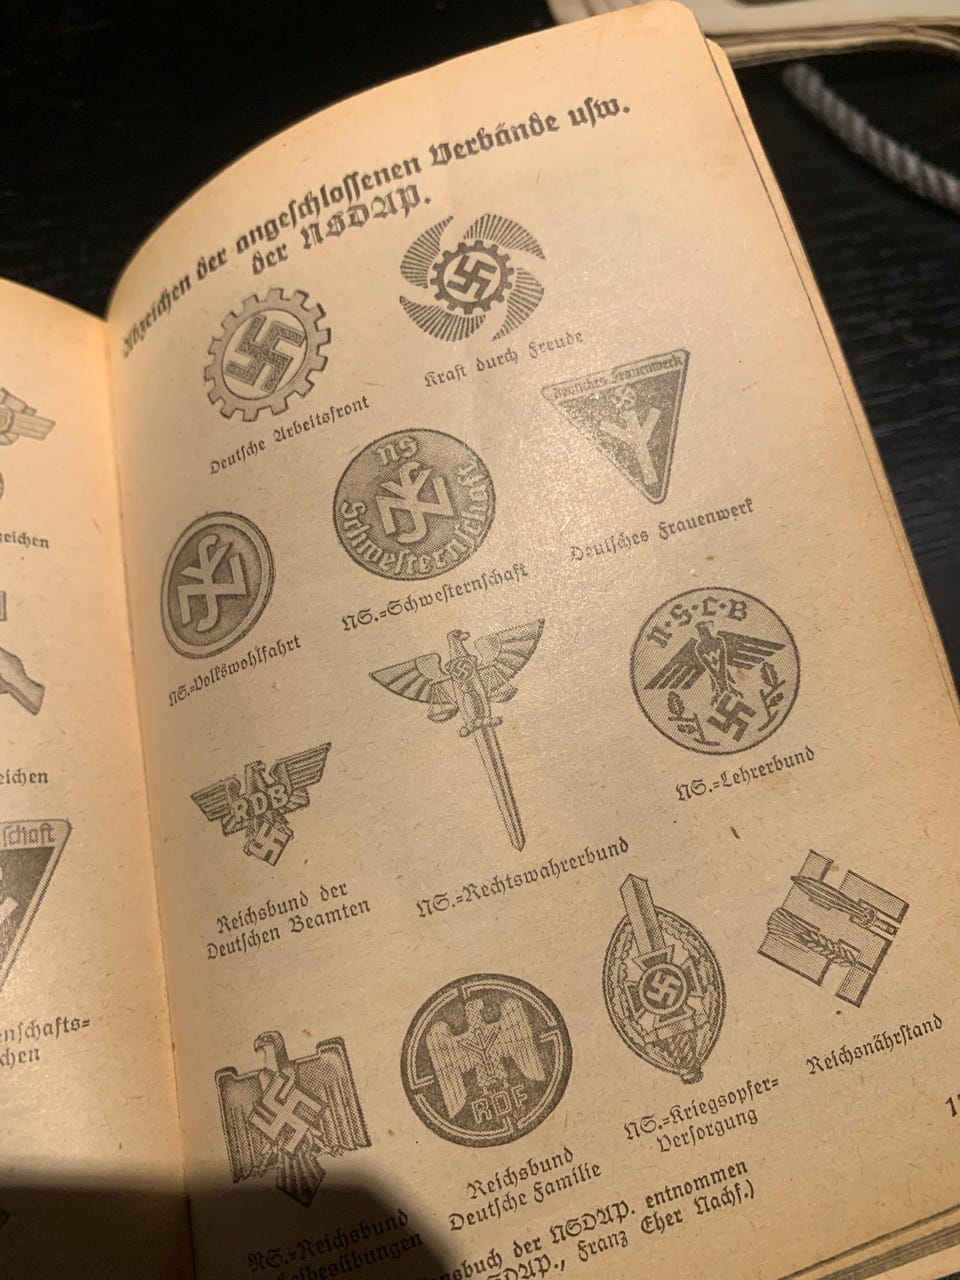 Abzeichen der angeschlossenen Verbände usw.
der NSDAP.
Deutsche Arbeitsfront
Kraft durch Freude
Deutsches Frauenwerk
Deutsches Frauenwerk
NS
Schwesternschaft
NS.=Volkswohlfahrt
NS.=Schwesternschaft
N·S·L·B
RDB
NS.=Lehrerbund
Reichsbund der
Deutschen Beamten
NS.=Rechtswahrerbund
RDF
NS.=Reichsbund
Reichsbund
Deutsche Familie
NS.=Kriegsopfer=
Versorgung
Reichsnährstand
der NSDAP. entnommen
Franz Eher Nachf.)
zeichen